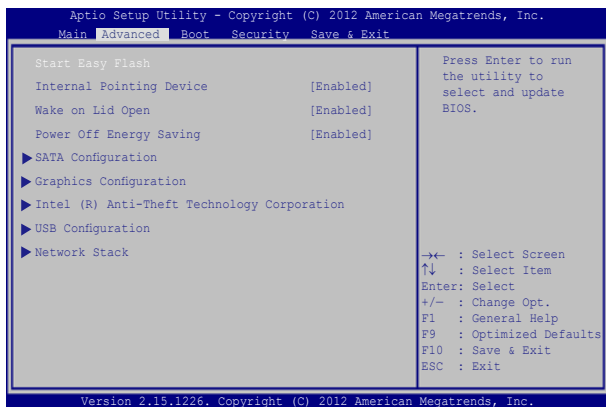 Aptio Setup Utility - Copyright (C) 2012 American Megatrends, Inc.
Main Advanced Boot Security Save & Exit
Start Easy Flash
Internal Pointing Device [Enabled]
Wake on Lid Open [Enabled]
Power Off Energy Saving [Enabled]
SATA Configuration
Graphics Configuration
Intel (R) Anti-Theft Technology Corporation
USB Configuration
Network Stack
Press Enter to run
the utility to
select and update
BIOS.
→← : Select Screen
↑↓ : Select Item
Enter: Select
+/— : Change Opt.
F1 : General Help
F9 : Optimized Defaults
F10 : Save & Exit
ESC : Exit
Version 2.15.1226. Copyright (C) 2012 American Megatrends, Inc.